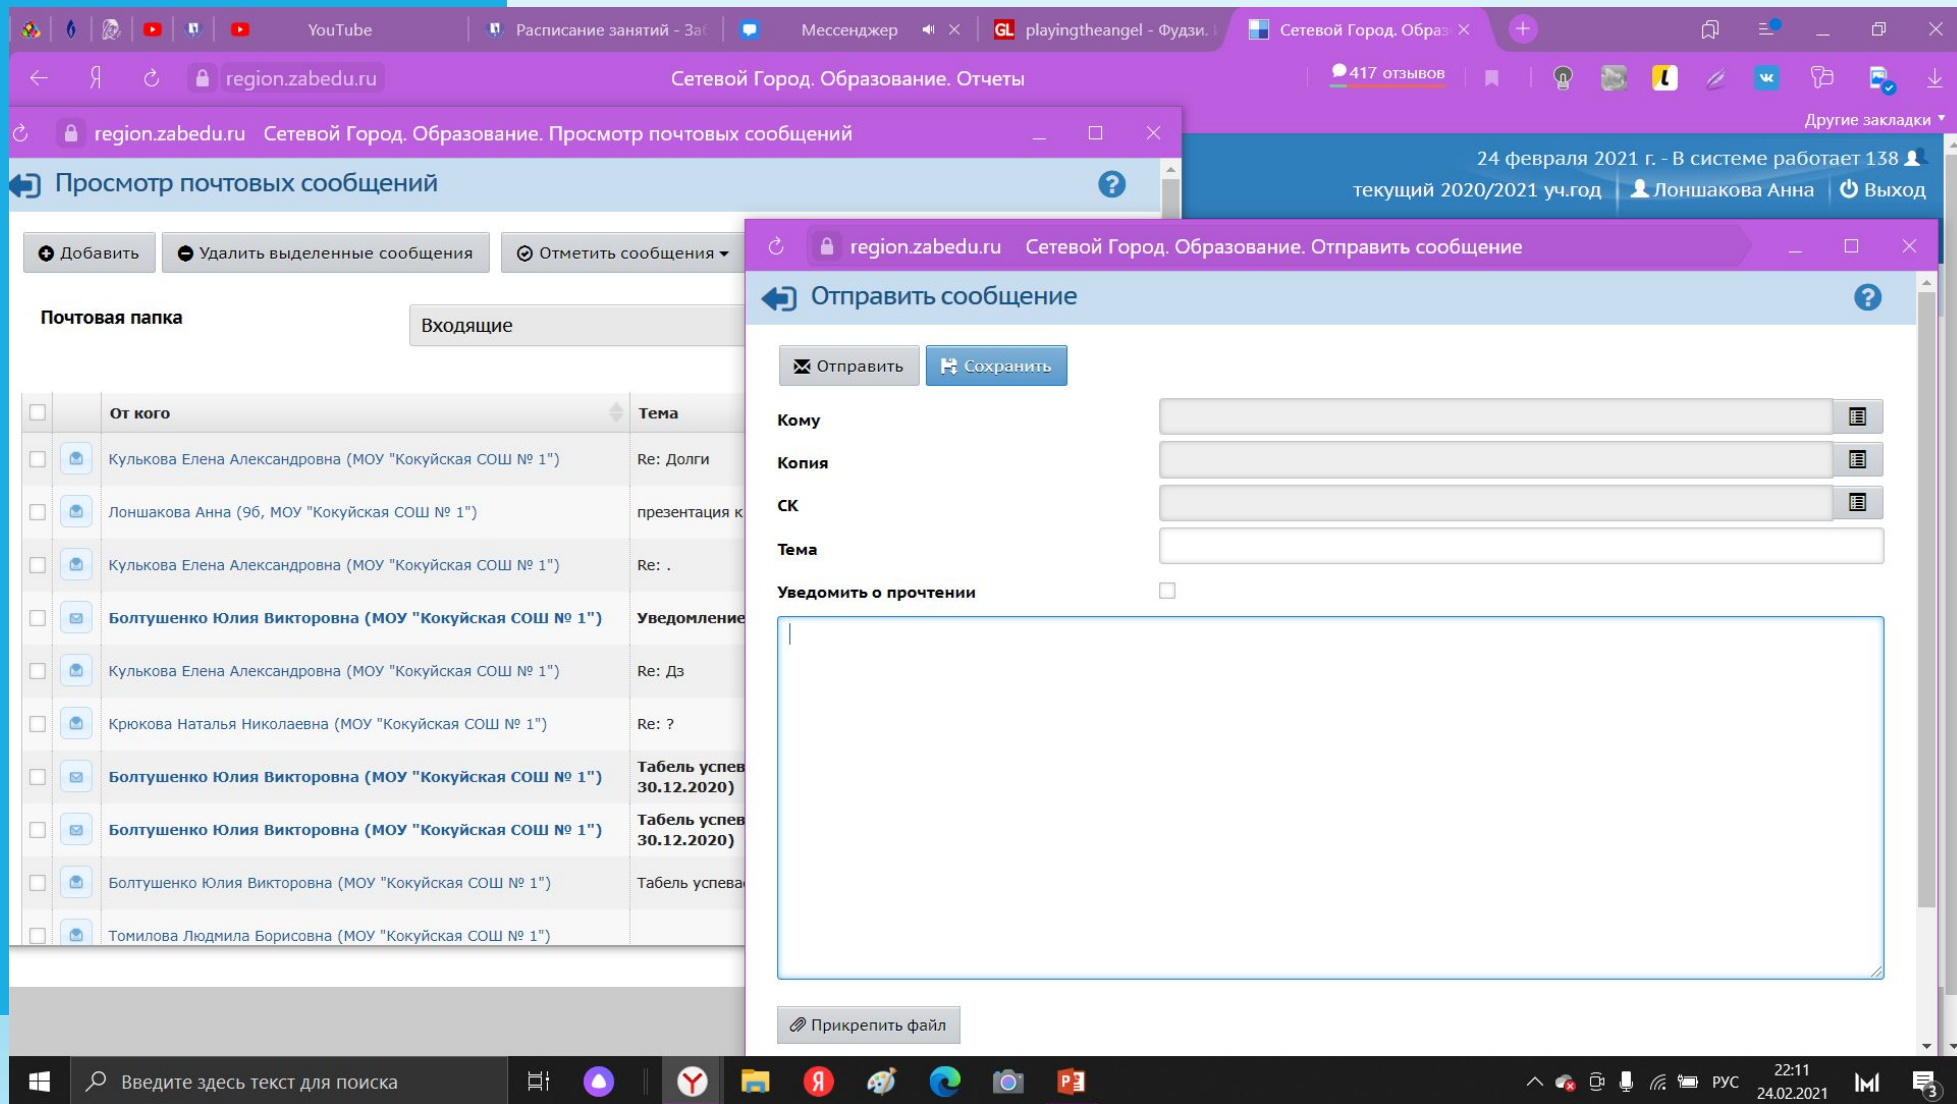 YouTube
Расписание занятий - Заб
Мессенджер
GL playingtheangel - Фудзи.
Сетевой Город. Образ
region.zabedu.ru
Сетевой Город. Образование. Отчеты
417 отзывов
Другие закладки
region.zabedu.ru Сетевой Город. Образование. Просмотр почтовых сообщений
24 февраля 2021 г. - В системе работает 138
текущий 2020/2021 уч.год
Лоншакова Анна
Выход
Просмотр почтовых сообщений
Добавить
Удалить выделенные сообщения
Отметить сообщения
Почтовая папка
Входящие
От кого
Тема
Кулькова Елена Александровна (МОУ "Кокуйская СОШ № 1")
Re: Долги
Лоншакова Анна (9б, МОУ "Кокуйская СОШ № 1")
презентация к
Кулькова Елена Александровна (МОУ "Кокуйская СОШ № 1")
Re: .
Болтушенко Юлия Викторовна (МОУ "Кокуйская СОШ № 1")
Уведомление
Кулькова Елена Александровна (МОУ "Кокуйская СОШ № 1")
Re: Дз
Крюкова Наталья Николаевна (МОУ "Кокуйская СОШ № 1")
Re: ?
Болтушенко Юлия Викторовна (МОУ "Кокуйская СОШ № 1")
Табель успев
30.12.2020)
Болтушенко Юлия Викторовна (МОУ "Кокуйская СОШ № 1")
Табель успев
30.12.2020)
Болтушенко Юлия Викторовна (МОУ "Кокуйская СОШ № 1")
Табель успева
Томилова Людмила Борисовна (МОУ "Кокуйская СОШ № 1")
region.zabedu.ru Сетевой Город. Образование. Отправить сообщение
Отправить сообщение
Отправить
Сохранить
Кому
Копия
СК
Тема
Уведомить о прочтении
Прикрепить файл
Введите здесь текст для поиска
РУС
22:11
24.02.2021
3